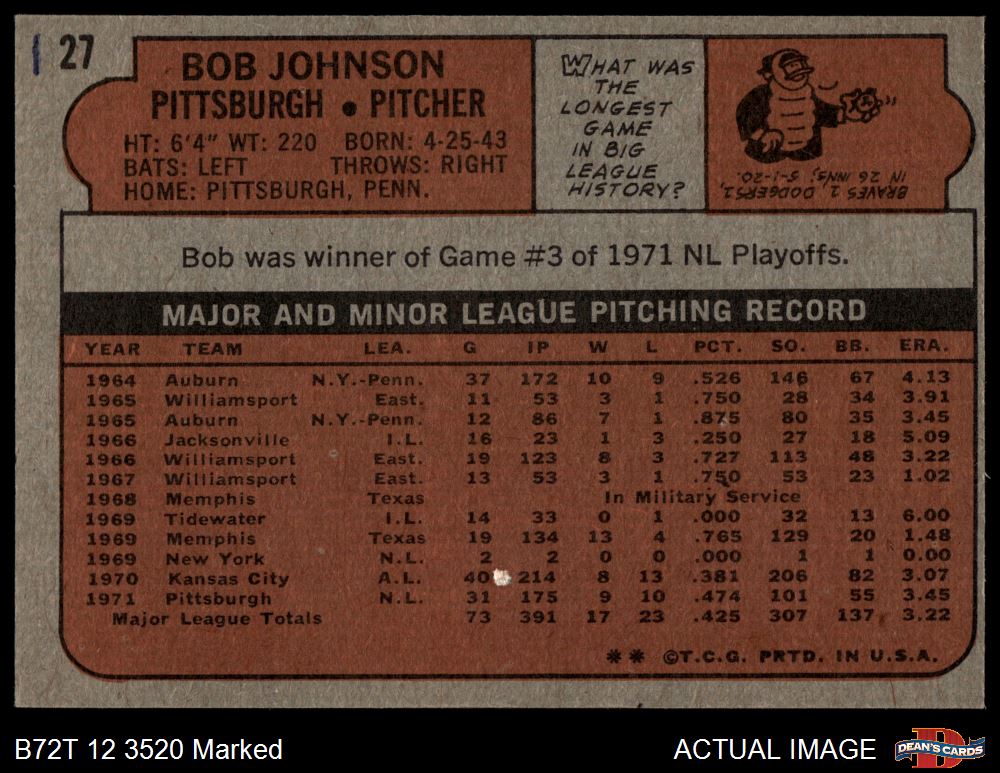 27
BOB JOHNSON
PITTSBURGH • PITCHER
HT: 6'4" WT: 220 BORN: 4-25-43
BATS: LEFT THROWS: RIGHT
HOME: PITTSBURGH, PENN.
WHAT WAS
THE
LONGEST
GAME
IN BIG
LEAGUE
HISTORY?
BRAVES 2, DODGERS 2,
IN 26 INNS; 5-1-20.
Bob was winner of Game #3 of 1971 NL Playoffs.
MAJOR AND MINOR LEAGUE PITCHING RECORD
YEAR TEAM LEA. G IP W L PCT. SO. BB. ERA.
1964 Auburn N.Y.-Penn. 37 172 10 9 .526 146 67 4.13
1965 Williamsport East. 11 53 3 1 .750 28 34 3.91
1965 Auburn N.Y.-Penn. 12 86 7 1 .875 80 35 3.45
1966 Jacksonville I.L. 16 23 1 3 .250 27 18 5.09
1966 Williamsport East. 19 123 8 3 .727 113 48 3.22
1967 Williamsport East. 13 53 3 1 .750 53 23 1.02
1968 Memphis Texas In Military Service
1969 Tidewater I.L. 14 33 0 1 .000 32 13 6.00
1969 Memphis Texas 19 134 13 4 .765 129 20 1.48
1969 New York N.L. 2 2 0 0 .000 1 1 0.00
1970 Kansas City A.L. 40 214 8 13 .381 206 82 3.07
1971 Pittsburgh N.L. 31 175 9 10 .474 101 55 3.45
Major League Totals 73 391 17 23 .425 307 137 3.22
** ©T.C.G. PRTD. IN U.S.A.
B72T 12 3520 Marked
ACTUAL IMAGE
DEAN'S CARDS